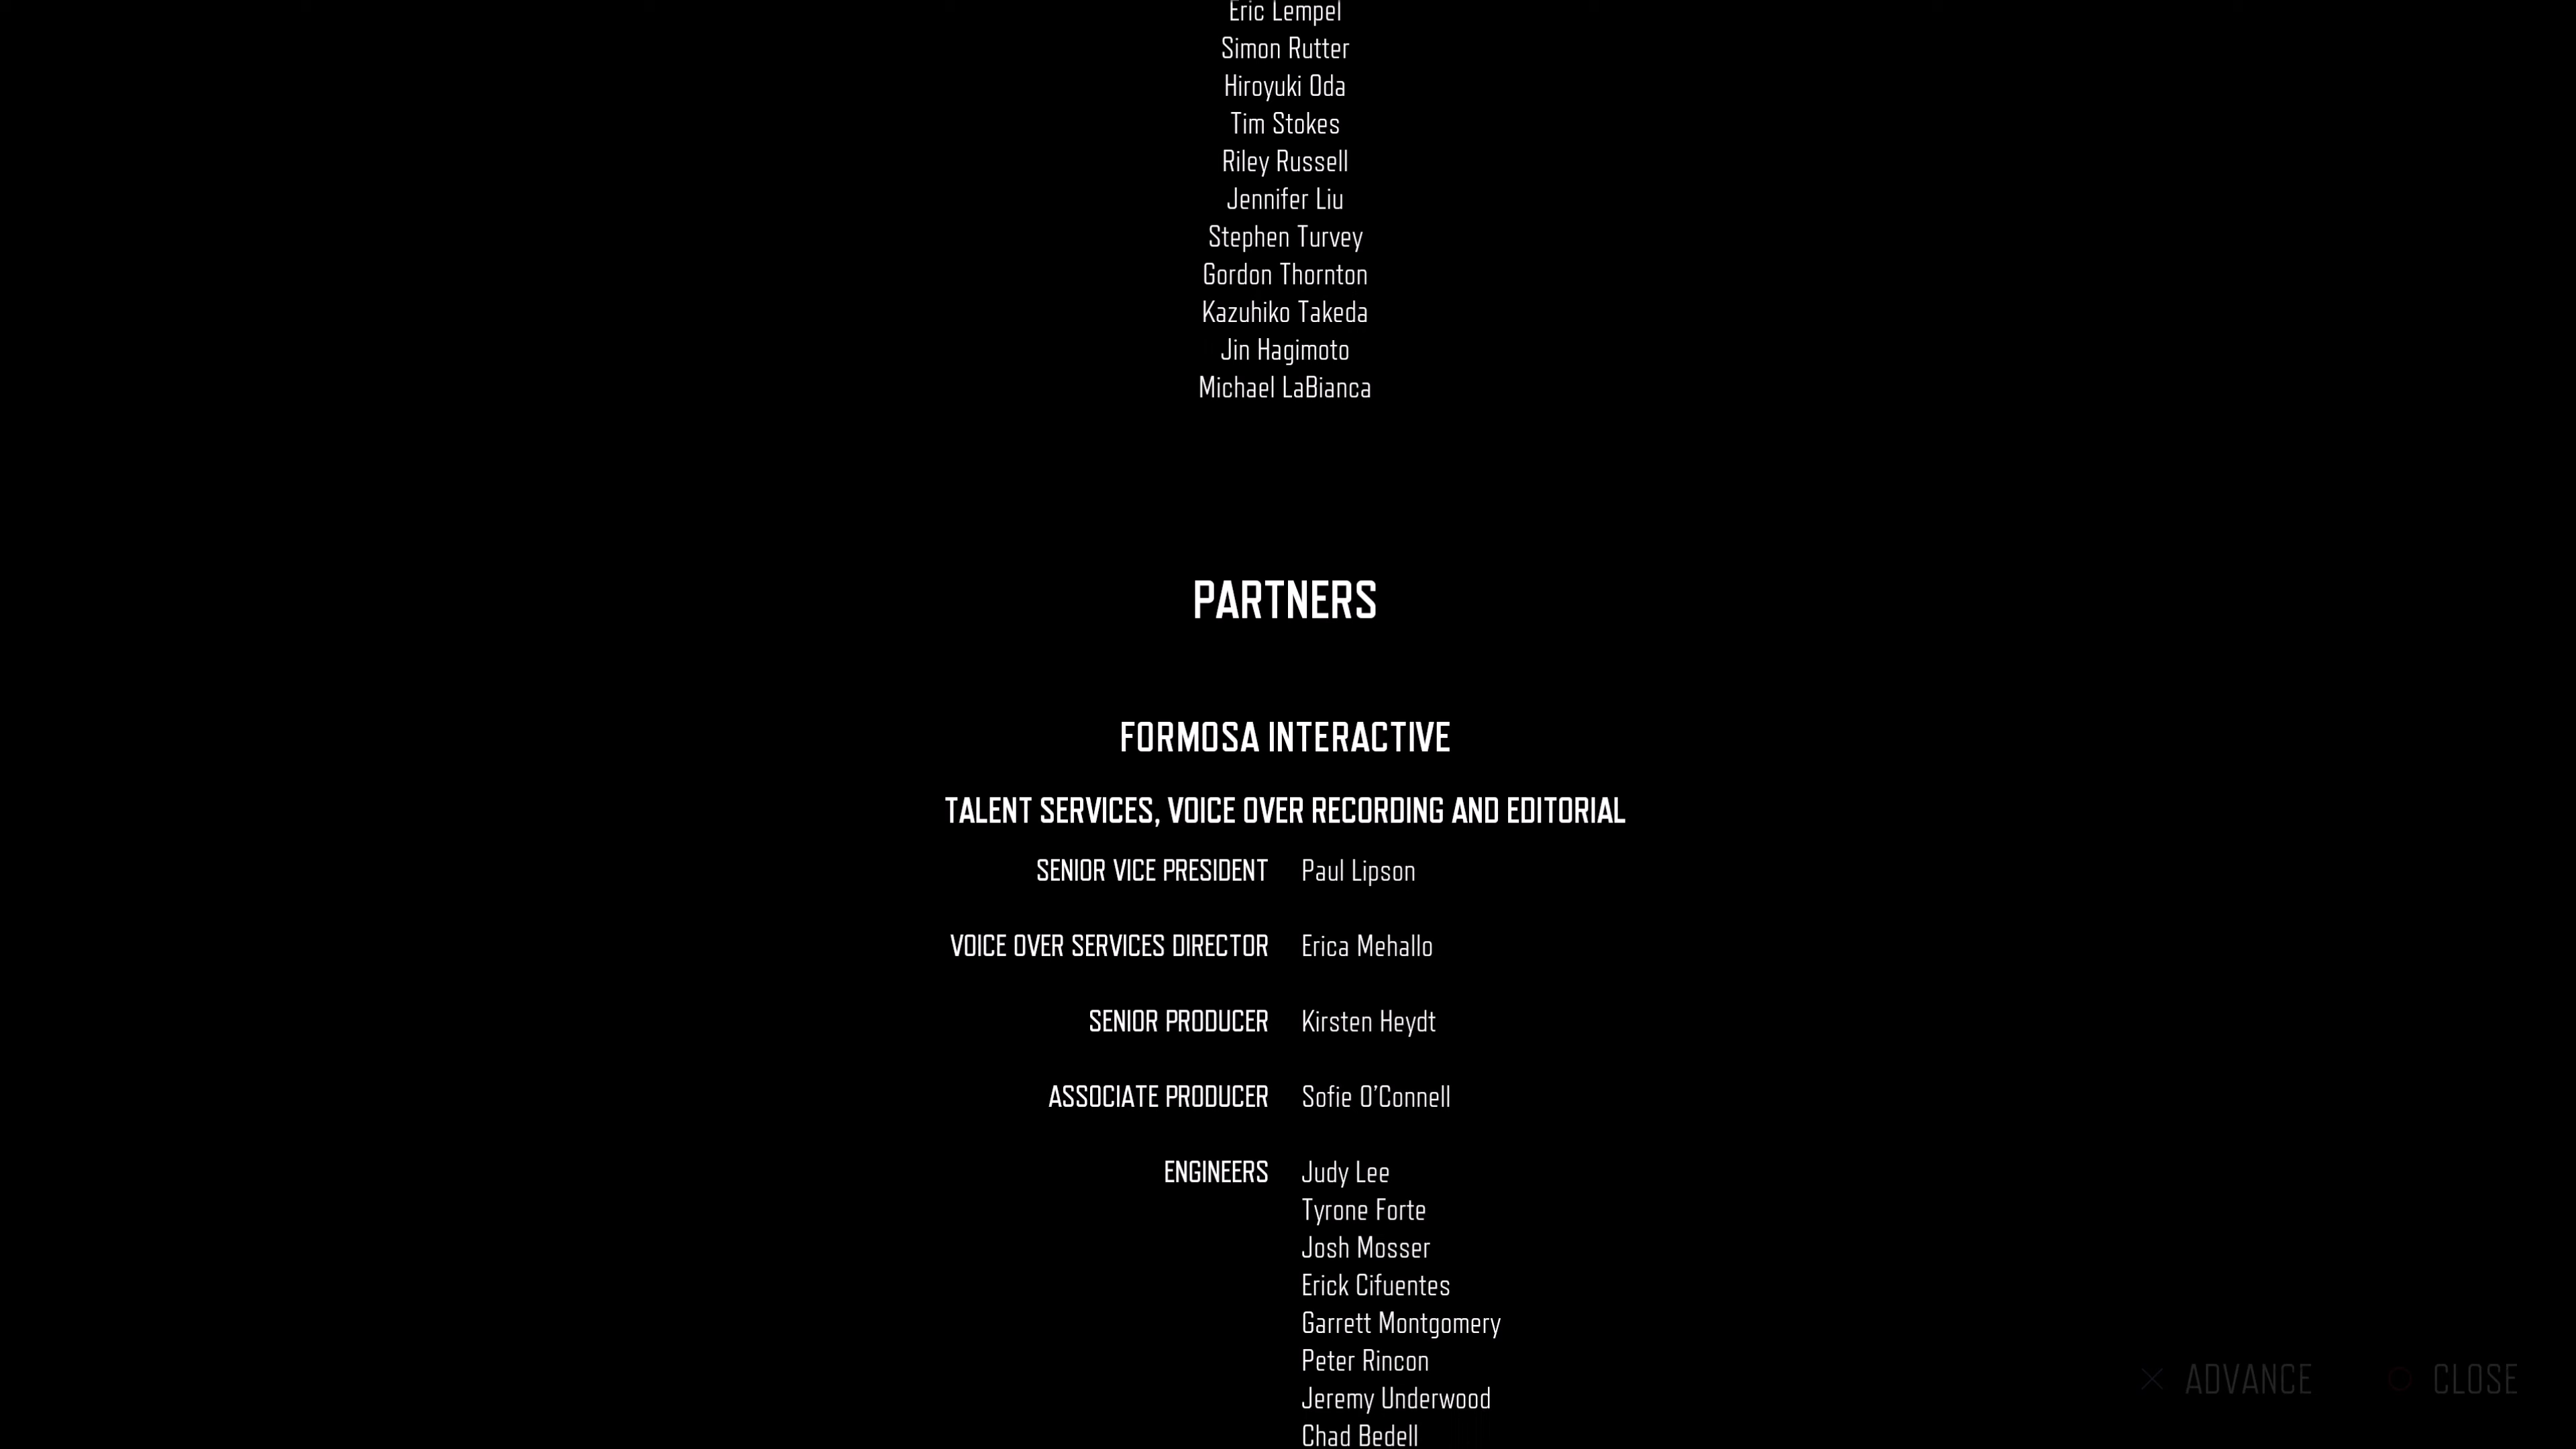 Eric Lempel
Simon Rutter
Hiroyuki Oda
Tim Stokes
Riley Russell
Jennifer Liu
Stephen Turvey
Gordon Thornton
Kazuhiko Takeda
Jin Hagimoto
Michael LaBianca
PARTNERS
FORMOSA INTERACTIVE
TALENT SERVICES, VOICE OVER RECORDING AND EDITORIAL
SENIOR VICE PRESIDENT Paul Lipson
VOICE OVER SERVICES DIRECTOR Erica Mehallo
SENIOR PRODUCER Kirsten Heydt
ASSOCIATE PRODUCER Sofie O'Connell
ENGINEERS Judy Lee
Tyrone Forte
Josh Mosser
Erick Cifuentes
Garrett Montgomery
Peter Rincon
Jeremy Underwood
Chad Bedell
ADVANCE CLOSE